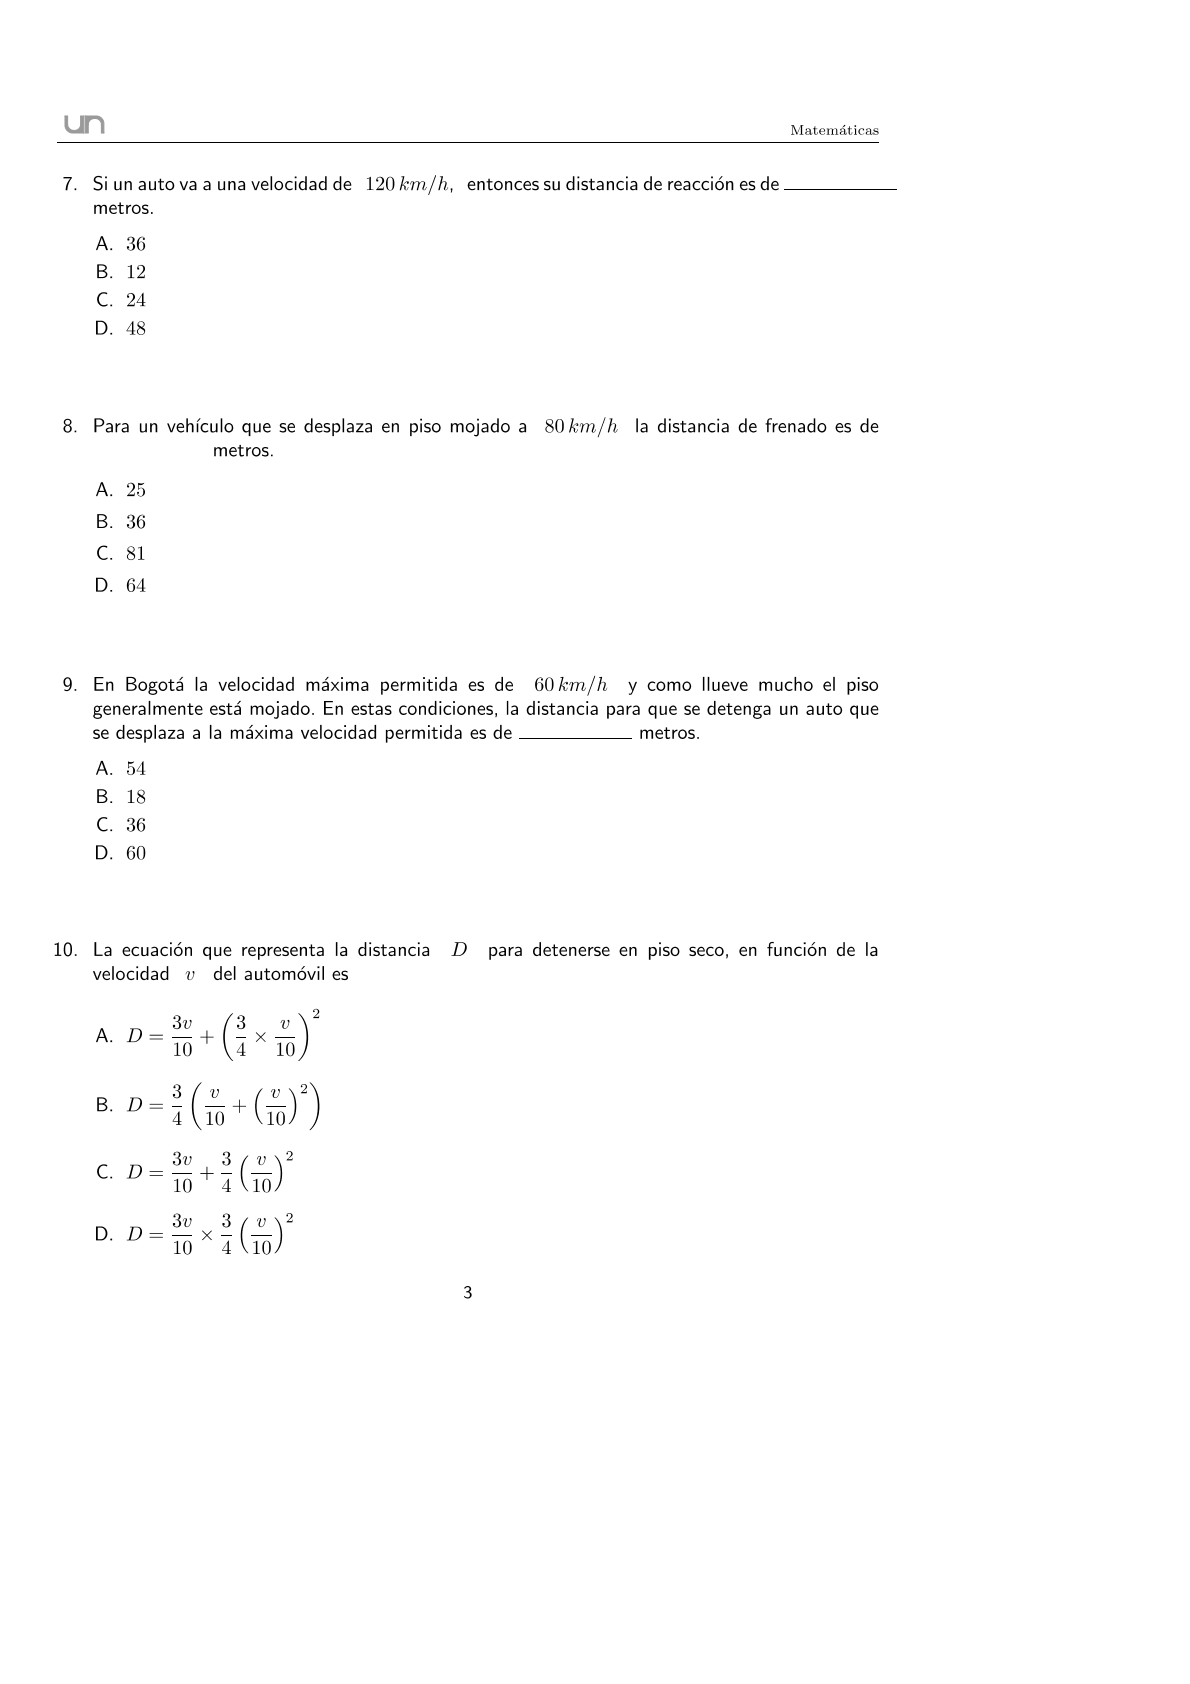 un
Matemáticas
7. Si un auto va a una velocidad de 120 km/h, entonces su distancia de reacción es de ____________
metros.
A. 36
B. 12
C. 24
D. 48
8. Para un vehículo que se desplaza en piso mojado a 80 km/h la distancia de frenado es de
metros.
A. 25
B. 36
C. 81
D. 64
9. En Bogotá la velocidad máxima permitida es de 60 km/h y como llueve mucho el piso
generalmente está mojado. En estas condiciones, la distancia para que se detenga un auto que
se desplaza a la máxima velocidad permitida es de ____________ metros.
A. 54
B. 18
C. 36
D. 60
10. La ecuación que representa la distancia D para detenerse en piso seco, en función de la
velocidad v del automóvil es
A. D = \frac{3v}{10} + \left(\frac{3}{4} \times \frac{v}{10}\right)^2
B. D = \frac{3}{4}\left(\frac{v}{10} + \left(\frac{v}{10}\right)^2\right)
C. D = \frac{3v}{10} + \frac{3}{4}\left(\frac{v}{10}\right)^2
D. D = \frac{3v}{10} \times \frac{3}{4}\left(\frac{v}{10}\right)^2
3